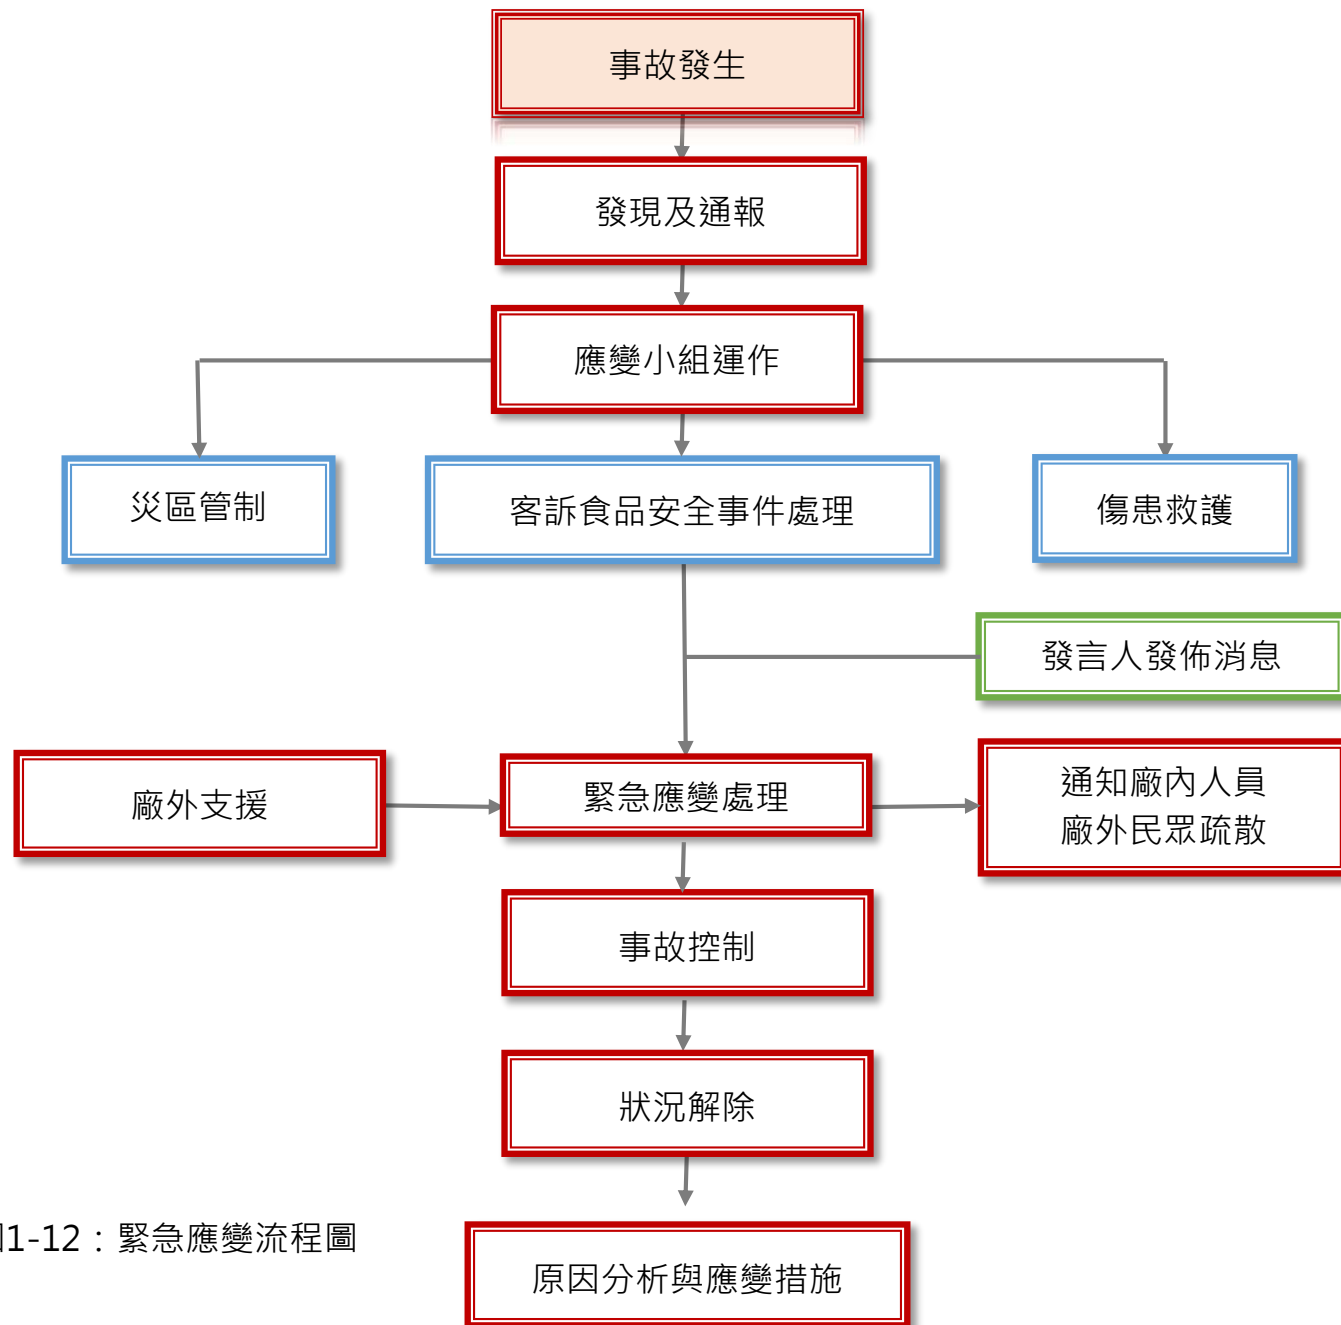 事故發生
發現及通報
應變小組運作
災區管制
客訴食品安全事件處理
傷患救護
發言人發佈消息
廠外支援
緊急應變處理
通知廠內人員
廠外民眾疏散
事故控制
狀況解除
1-12：緊急應變流程圖
原因分析與應變措施